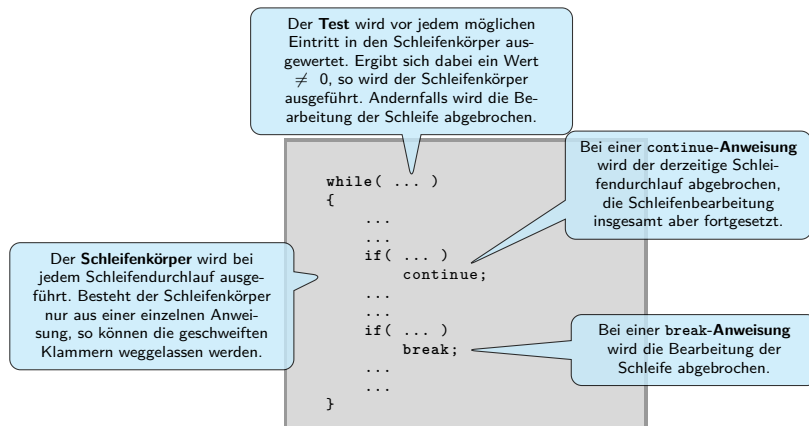 Der Test wird vor jedem möglichen
Eintritt in den Schleifenkörper aus-
gewertet. Ergibt sich dabei ein Wert
≠ 0, so wird der Schleifenkörper
ausgeführt. Andernfalls wird die Be-
arbeitung der Schleife abgebrochen.
Bei einer continue-Anweisung
wird der derzeitige Schlei-
fendurchlauf abgebrochen,
die Schleifenbearbeitung
insgesamt aber fortgesetzt.
while( ... )
{
...
...
if( ... )
continue;
...
...
if( ... )
break;
...
...
}
Der Schleifenkörper wird bei
jedem Schleifendurchlauf ausge-
führt. Besteht der Schleifenkörper
nur aus einer einzelnen Anwei-
sung, so können die geschweiften
Klammern weggelassen werden.
Bei einer break-Anweisung
wird die Bearbeitung der
Schleife abgebrochen.